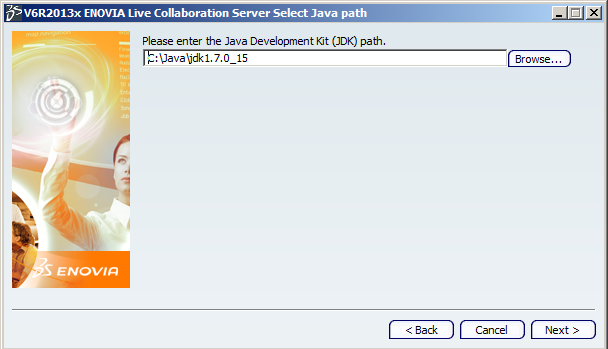 V6R2013x ENOVIA Live Collaboration Server Select Java path
Please enter the Java Development Kit (JDK) path.
C:\Java\jdk1.7.0_15
Browse...
ENOVIA
< Back
Cancel
Next >